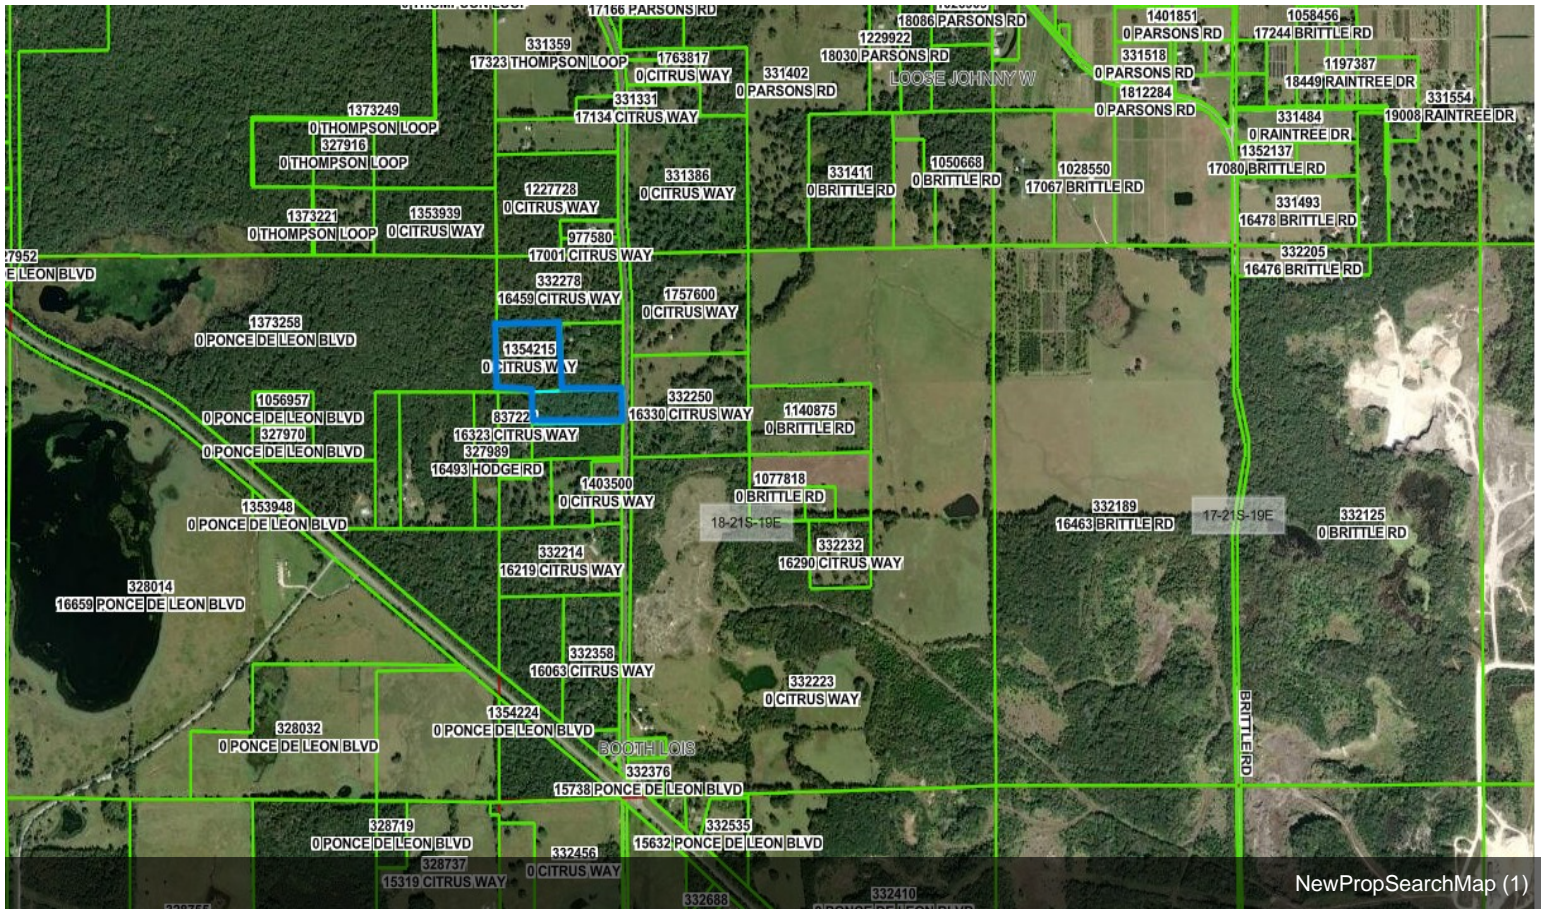 0 THOMPSON LOOP
17166 PARSONS RD
18086 PARSONS RD
1401851
0 PARSONS RD
1058456
17244 BRITTLE RD
331359
17323 THOMPSON LOOP
1763817
0 CITRUS WAY
1229922
18030 PARSONS RD
331402
0 PARSONS RD
LOOSE JOHNNY W
331518
0 PARSONS RD
1197387
18449 RAINTREE DR
1812284
0 PARSONS RD
331554
19008 RAINTREE DR
331331
17134 CITRUS WAY
1373249
0 THOMPSON LOOP
327916
0 THOMPSON LOOP
331484
0 RAINTREE DR
1352137
17080 BRITTLE RD
331386
0 CITRUS WAY
331411
0 BRITTLE RD
1050668
0 BRITTLE RD
1028550
17067 BRITTLE RD
1227728
0 CITRUS WAY
331493
16478 BRITTLE RD
1373221
0 THOMPSON LOOP
1353939
0 CITRUS WAY
977580
17001 CITRUS WAY
27952
E LEON BLVD
332205
16476 BRITTLE RD
332278
16459 CITRUS WAY
1757600
0 CITRUS WAY
1373258
0 PONCE DE LEON BLVD
1354215
0 CITRUS WAY
1056957
0 PONCE DE LEON BLVD
327970
0 PONCE DE LEON BLVD
83722
16323 CITRUS WAY
327989
16493 HODGE RD
332250
16330 CITRUS WAY
1140875
0 BRITTLE RD
1403500
0 CITRUS WAY
1077818
0 BRITTLE RD
1353948
0 PONCE DE LEON BLVD
18-21S-19E
332189
16463 BRITTLE RD
17-21S-19E
332125
0 BRITTLE RD
332214
16219 CITRUS WAY
332232
16290 CITRUS WAY
328014
16659 PONCE DE LEON BLVD
332358
16063 CITRUS WAY
332223
0 CITRUS WAY
1354224
0 PONCE DE LEON BLVD
328032
0 PONCE DE LEON BLVD
BRITTLE RD
BOOTH LOIS
332376
15738 PONCE DE LEON BLVD
328719
0 PONCE DE LEON BLVD
332535
15632 PONCE DE LEON BLVD
328737
15319 CITRUS WAY
332456
0 CITRUS WAY
332688
332410
0 PONCE DE LEON BLVD
NewPropSearchMap (1)